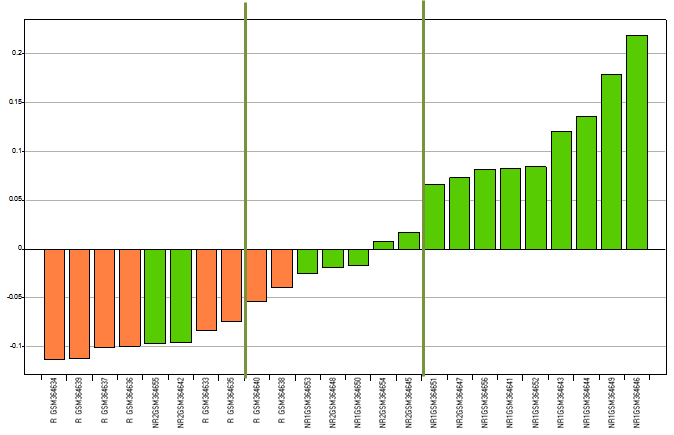 0.2
0.15
0.1
0.05
0
-0.05
-0.1
R GSM364634
R GSM364639
R GSM364637
R GSM364636
NR2GSM364655
NR2GSM364642
R GSM364633
R GSM364635
R GSM364640
R GSM364638
NR1GSM364653
NR2GSM364648
NR1GSM364650
NR2GSM364654
NR2GSM364645
NR1GSM364651
NR2GSM364647
NR1GSM364656
NR1GSM364641
NR1GSM364652
NR1GSM364643
NR1GSM364644
NR1GSM364649
NR1GSM364646